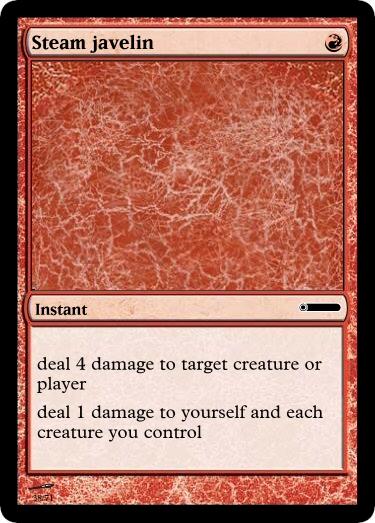 Steam javelin
Instant
deal 4 damage to target creature or
player
deal 1 damage to yourself and each
creature you control